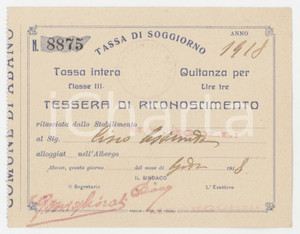 TASSA DI SOGGIORNO
ANNO
N. 8875
1918
Tassa intera
Quitanza per
Classe III.
Lire tre
TESSERA DI RICONOSCIMENTO
rilasciata dallo Stabilimento
al Sig.
alloggiat nell'Albergo
Abano, questo giorno del mese di 1918
IL SINDACO
Il Segretario
L'Esattore
COMUNE DI ABANO